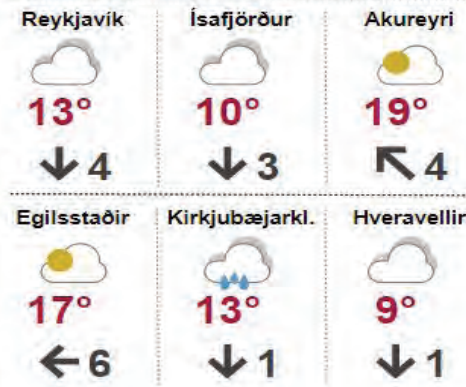 Reykjavík
13°
4
Ísafjörður
10°
3
Akureyri
19°
4
Egilsstaðir
17°
6
Kirkjubæjarkl.
13°
1
Hveravellir
9°
1